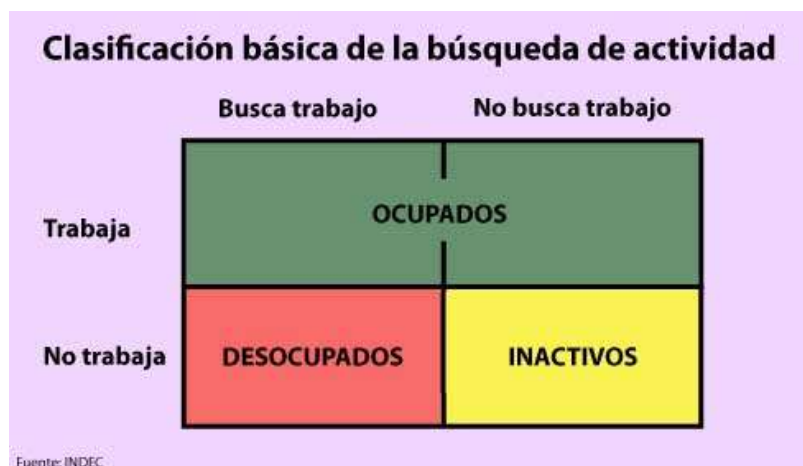 Clasificación básica de la búsqueda de actividad
Busca trabajo No busca trabajo
Trabaja
OCUPADOS
No trabaja
DESOCUPADOS
INACTIVOS
Fuente: INDEC